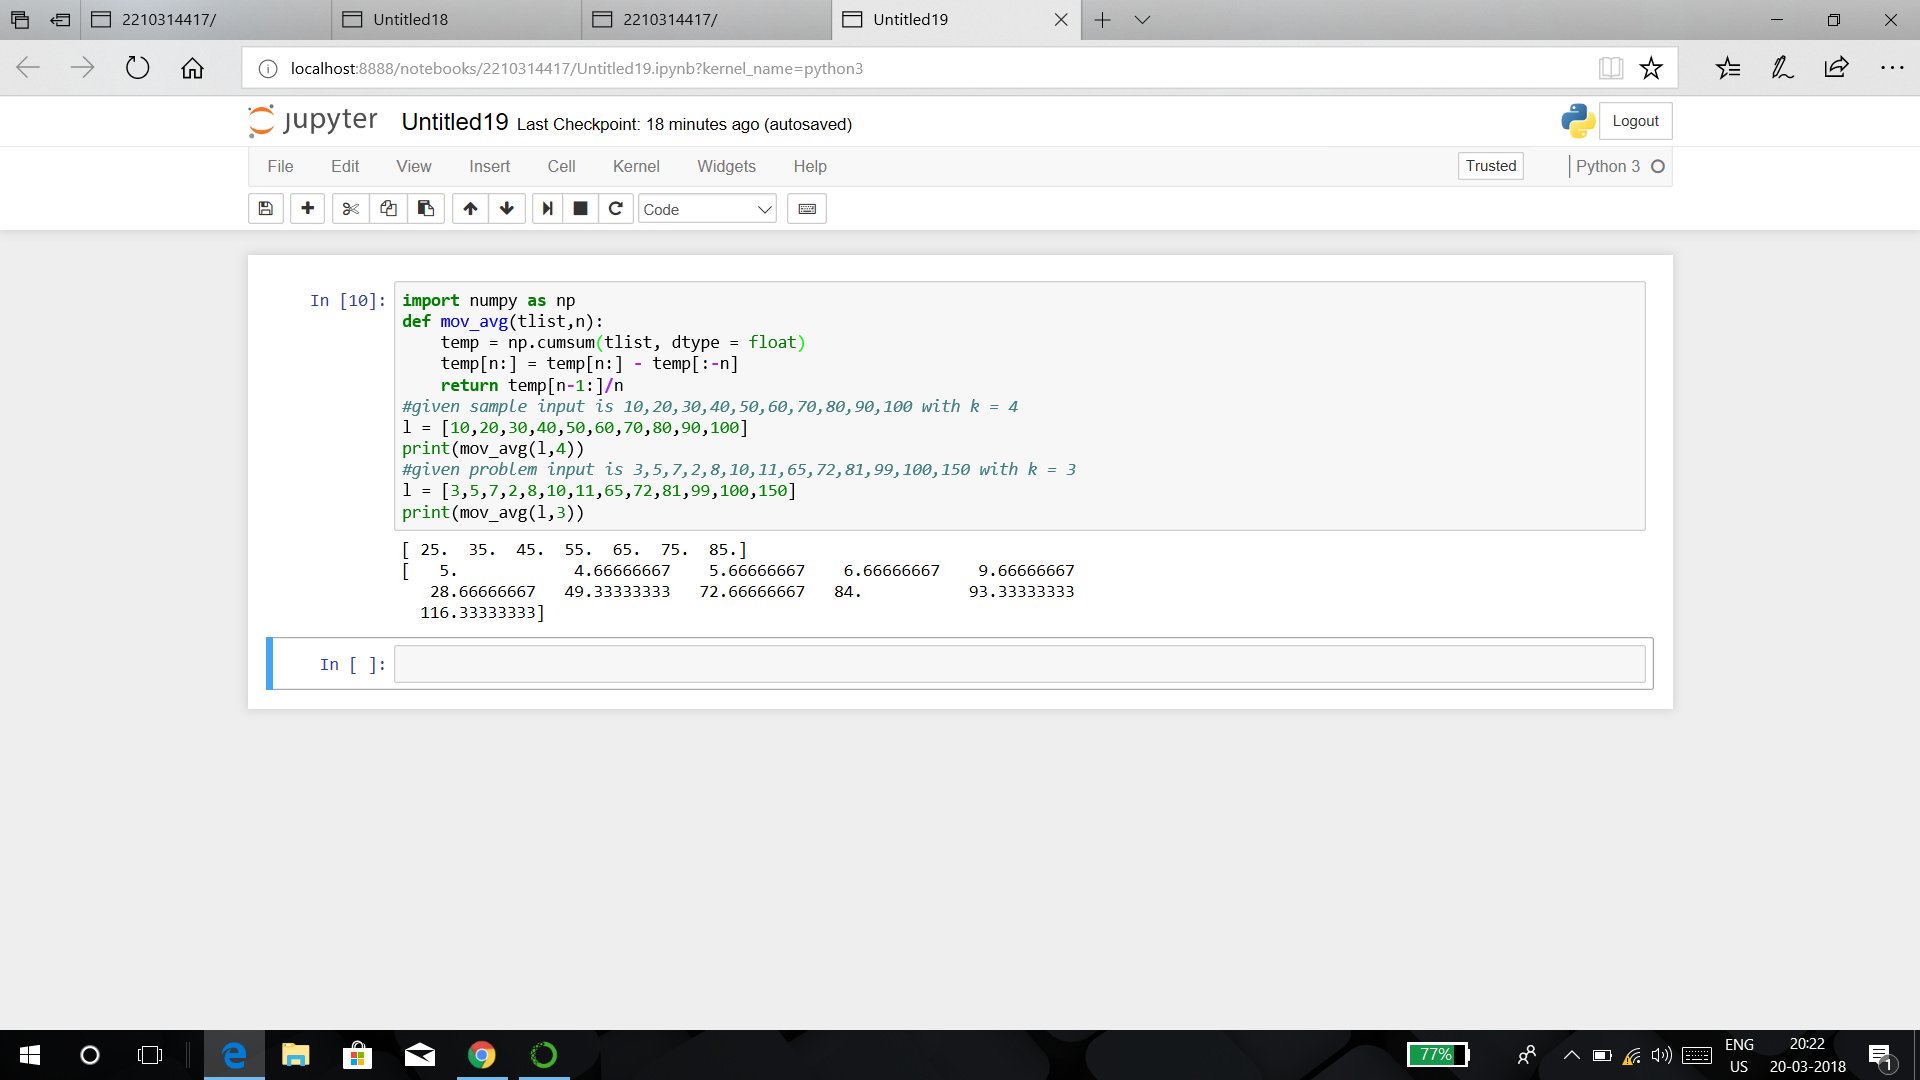 2210314417/ Untitled18 2210314417/ Untitled19
localhost:8888/notebooks/2210314417/Untitled19.ipynb?kernel_name=python3
jupyter Untitled19 Last Checkpoint: 18 minutes ago (autosaved) Logout
File Edit View Insert Cell Kernel Widgets Help Trusted Python 3
Code
In [10]: import numpy as np
def mov_avg(tlist,n):
    temp = np.cumsum(tlist, dtype = float)
    temp[n:] = temp[n:] - temp[:-n]
    return temp[n-1:]/n
#given sample input is 10,20,30,40,50,60,70,80,90,100 with k = 4
l = [10,20,30,40,50,60,70,80,90,100]
print(mov_avg(l,4))
#given problem input is 3,5,7,2,8,10,11,65,72,81,99,100,150 with k = 3
l = [3,5,7,2,8,10,11,65,72,81,99,100,150]
print(mov_avg(l,3))
[ 25.  35.  45.  55.  65.  75.  85.]
[   5.            4.66666667    5.66666667    6.66666667    9.66666667
   28.66666667   49.33333333   72.66666667   84.           93.33333333
  116.33333333]
In [ ]:
77% ENG 20:22
US 20-03-2018 1